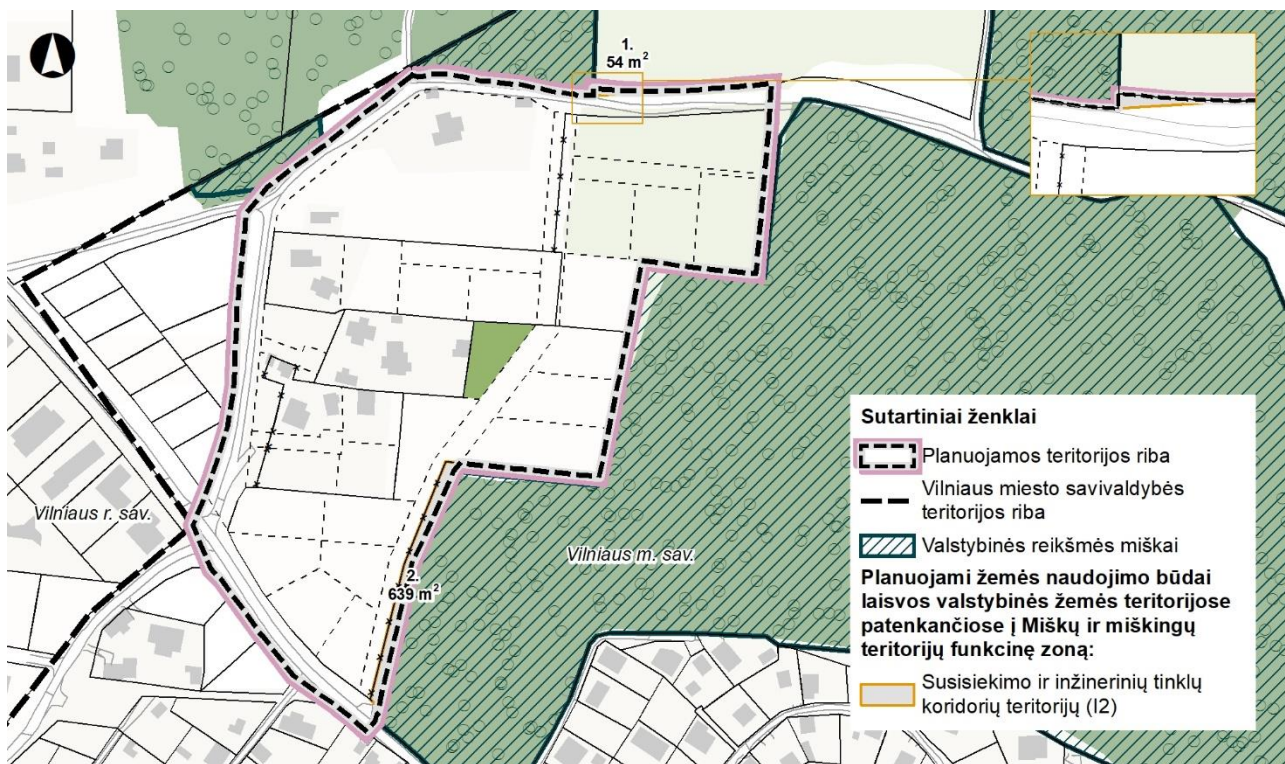 1.
54 m²
Vilniaus r. sav.
Vilniaus m. sav.
2.
639 m²
Sutartiniai ženklai
Planuojamos teritorijos riba
Vilniaus miesto savivaldybės
teritorijos riba
Valstybinės reikšmės miškai
Planuojami žemės naudojimo būdai
laisvos valstybinės žemės teritorijose
patenkančiose į Miškų ir miškingų
teritorijų funkcinę zoną:
Susisiekimo ir inžinerinių tinklų
koridorių teritorijų (I2)